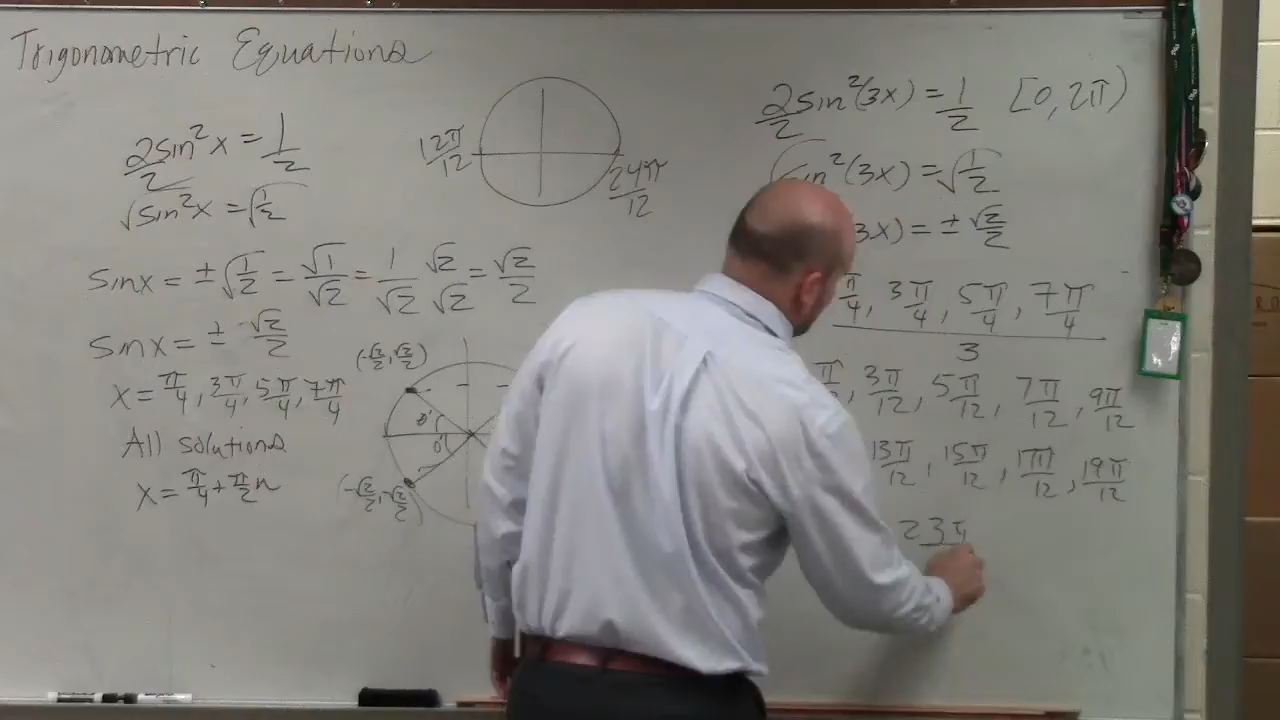 Trigonometric Equations
2sin²x = 1/2
2
√sin²x = √1/2
sinx = ± √1/2 = √1/√2 = 1/√2 √2/√2 = √2/2
sinx = ± √2/2
x = π/4, 3π/4, 5π/4, 7π/4
All solutions
x = π/4 + π/2 n
12π/12
24π/12
(-√2/2, √2/2)
θ'
θ'
(-√2/2, -√2/2)
2sin²(3x) = 1/2 [0, 2π)
2
sin²(3x) = √1/2
3x) = ± √2/2
π/4, 3π/4, 5π/4, 7π/4
3
π, 3π/12, 5π/12, 7π/12, 9π/12
13π/12, 15π/12, 17π/12, 19π/12
23π